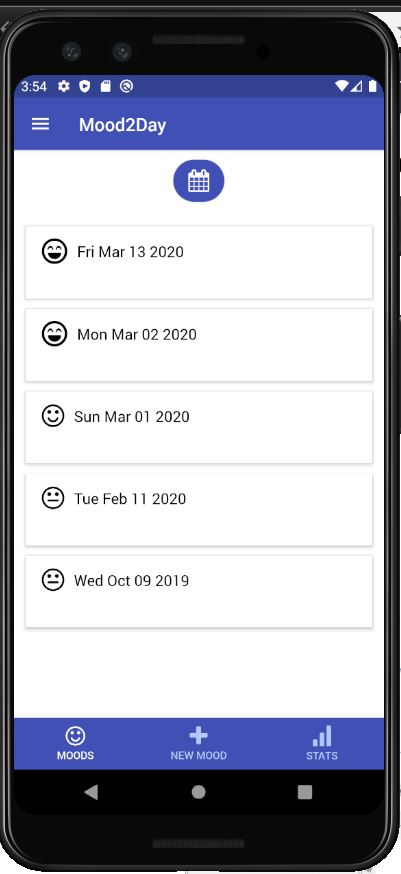 3:54
Mood2Day
Fri Mar 13 2020
Mon Mar 02 2020
Sun Mar 01 2020
Tue Feb 11 2020
Wed Oct 09 2019
MOODS NEW MOOD STATS